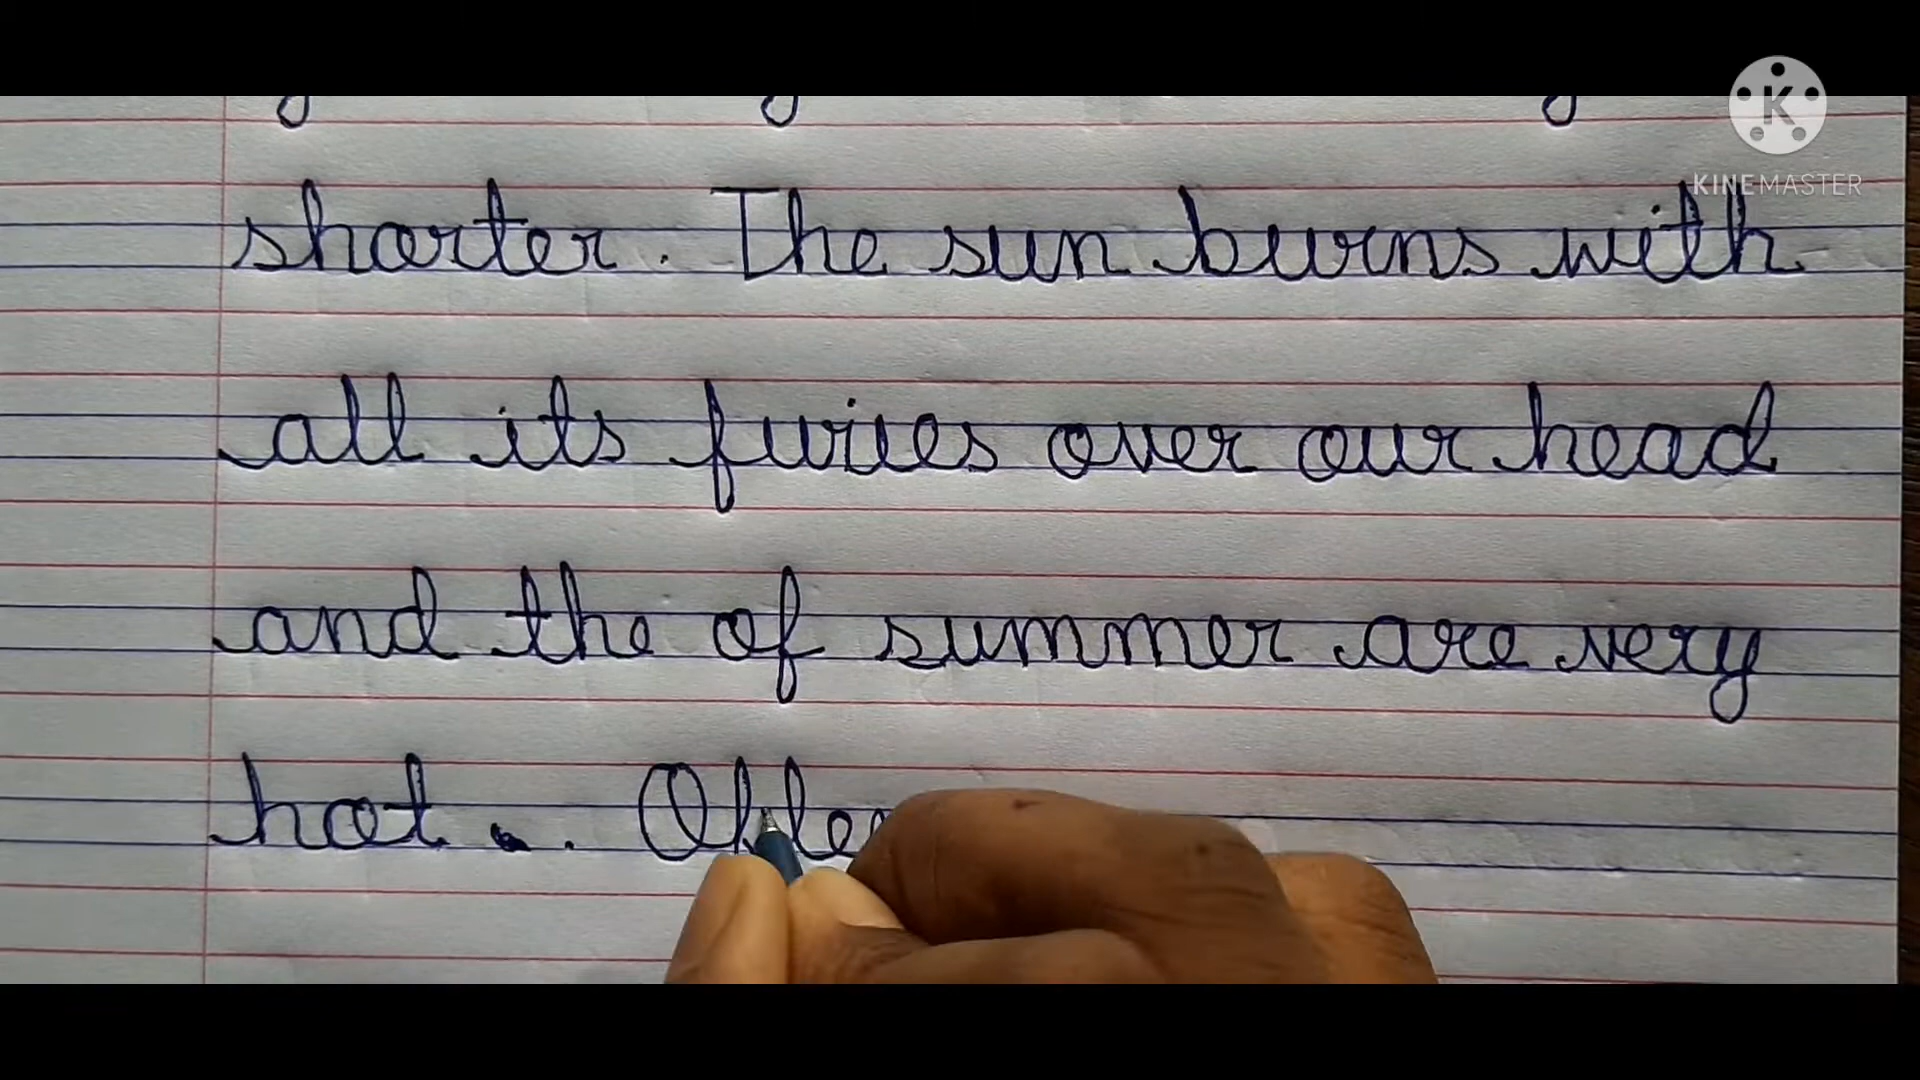 shorter. The sun burns with
all its furies over our head
and the of summer are very
hot .
KINEMASTER